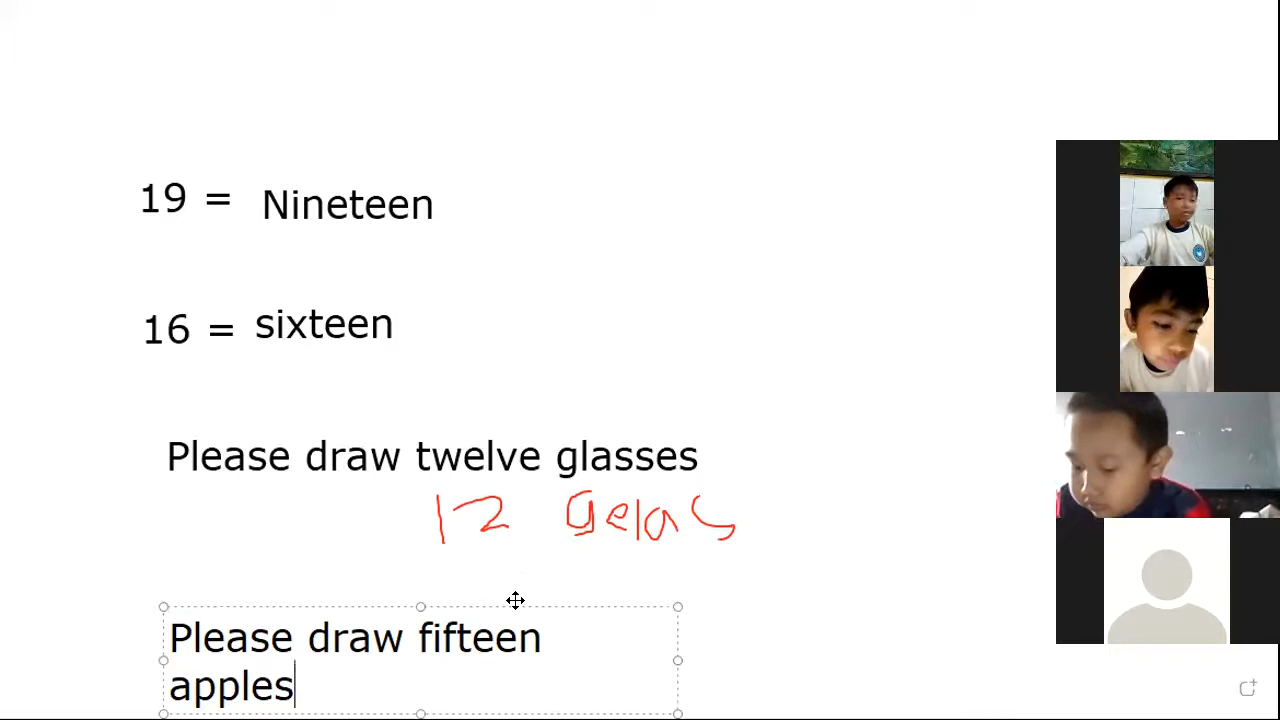 19 = Nineteen
16 = sixteen
Please draw twelve glasses
12 gelas
Please draw fifteen
apples